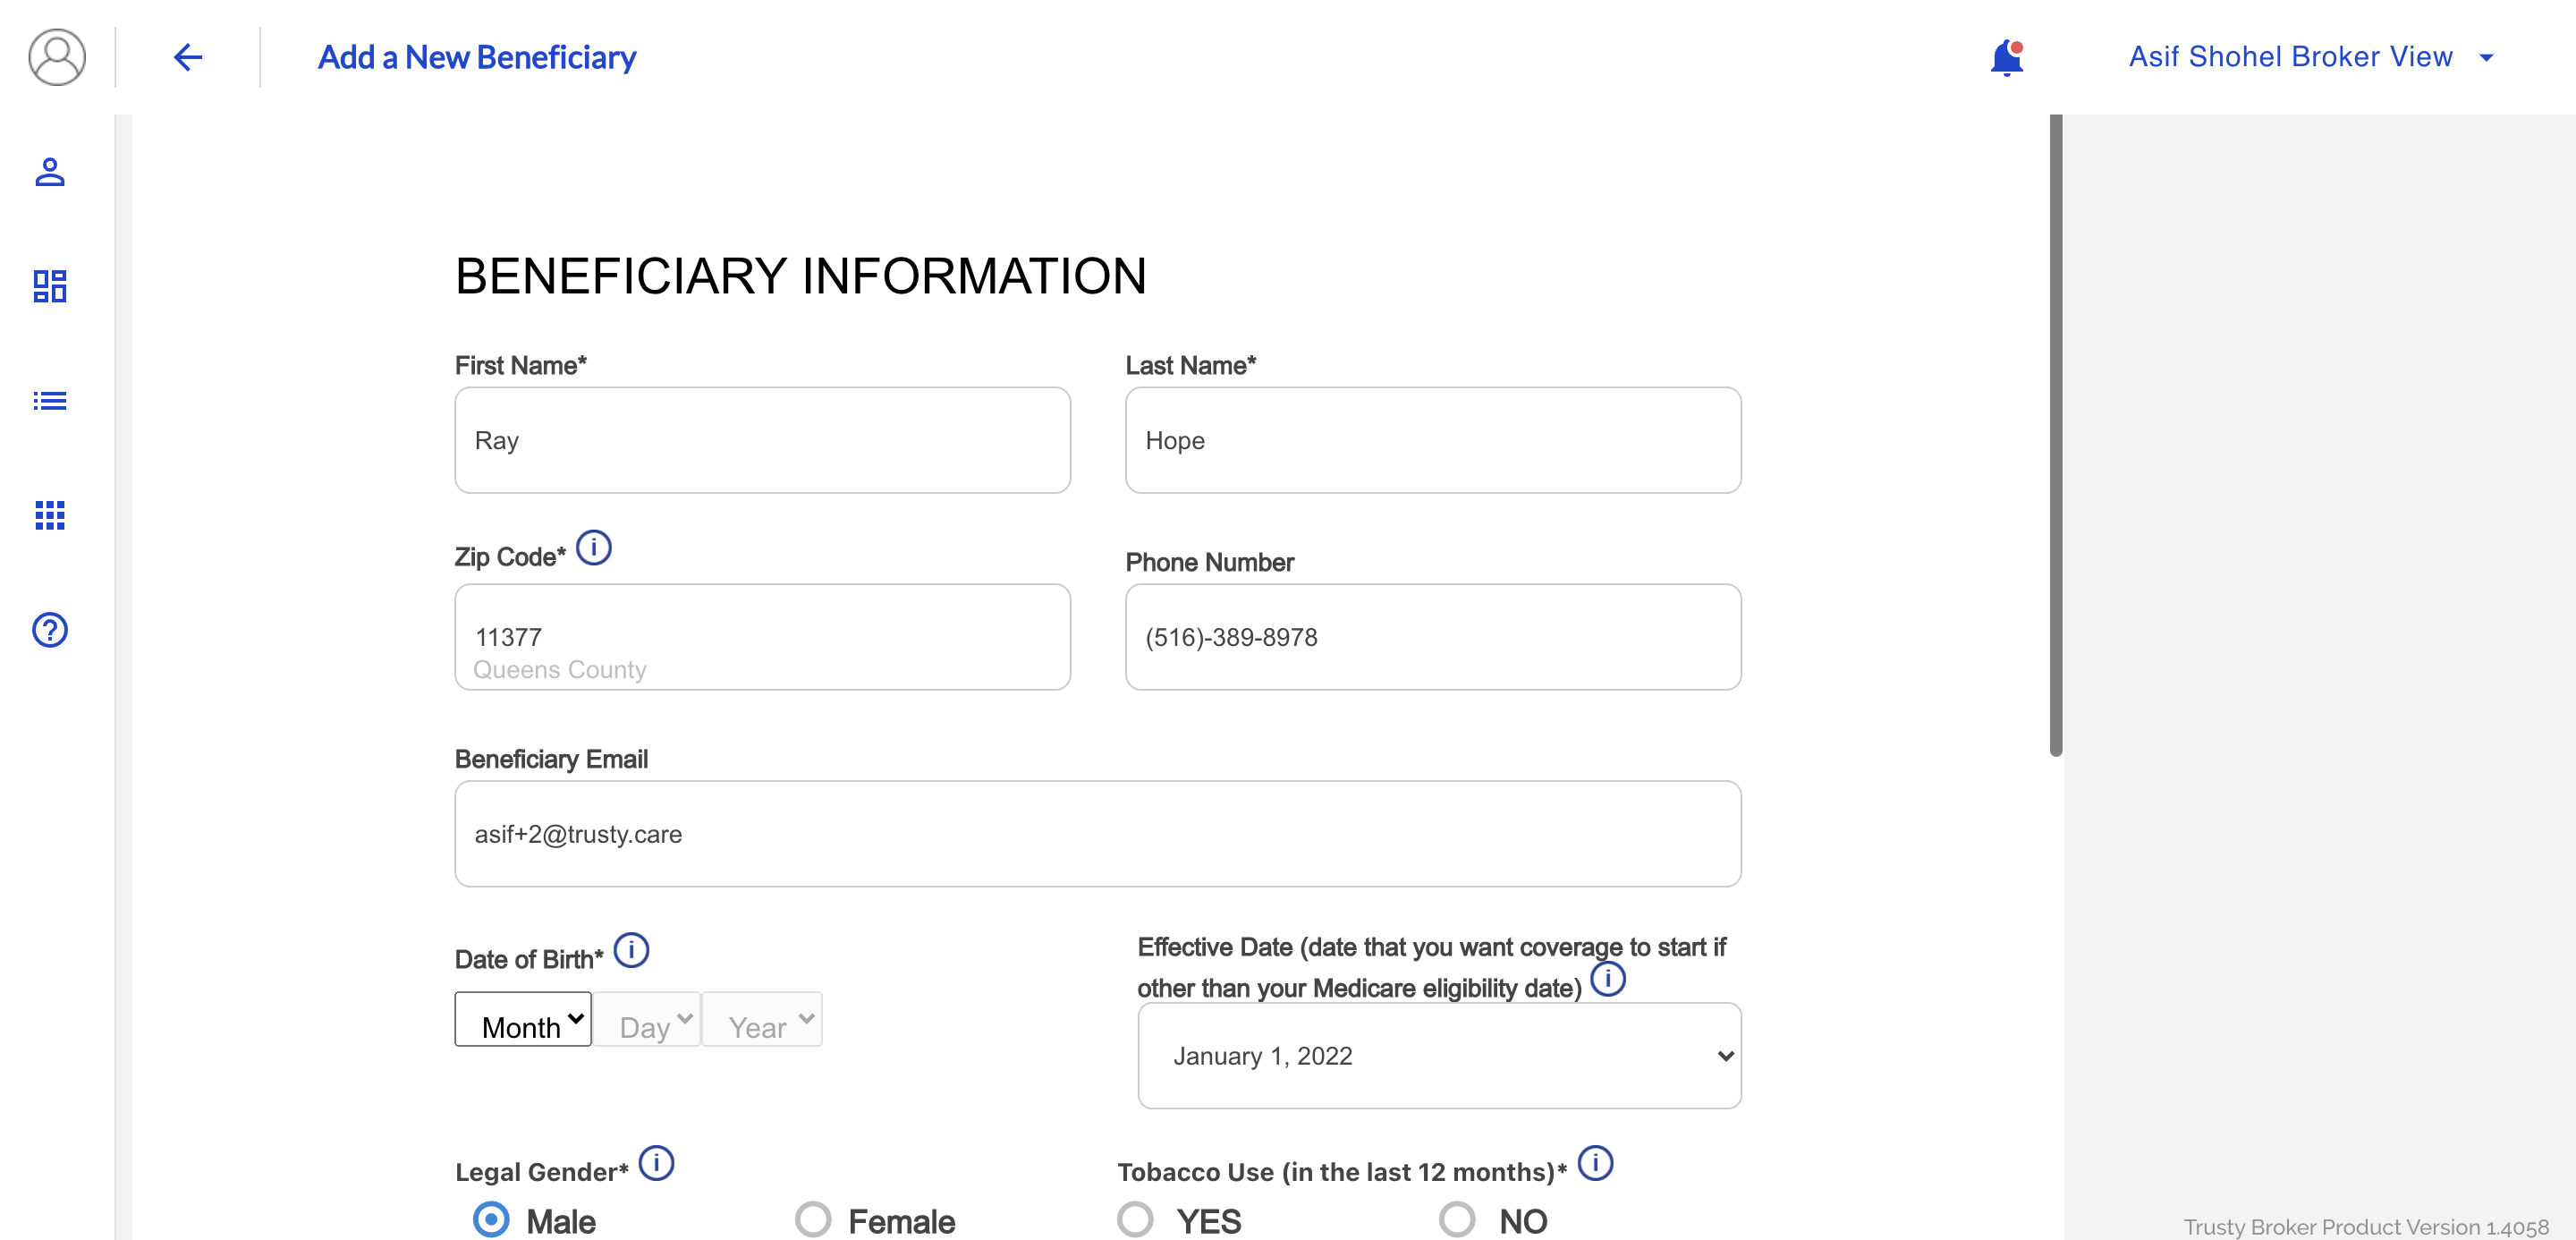 Add a New Beneficiary
Asif Shohel Broker View
BENEFICIARY INFORMATION
First Name*
Last Name*
Ray
Hope
Zip Code* i
Phone Number
11377
Queens County
(516)-389-8978
Beneficiary Email
asif+2@trusty.care
Date of Birth* i
Effective Date (date that you want coverage to start if
other than your Medicare eligibility date) i
Month Day Year
January 1, 2022
Legal Gender* i
Tobacco Use (in the last 12 months)* i
Male Female
YES NO
Trusty Broker Product Version 1.4058